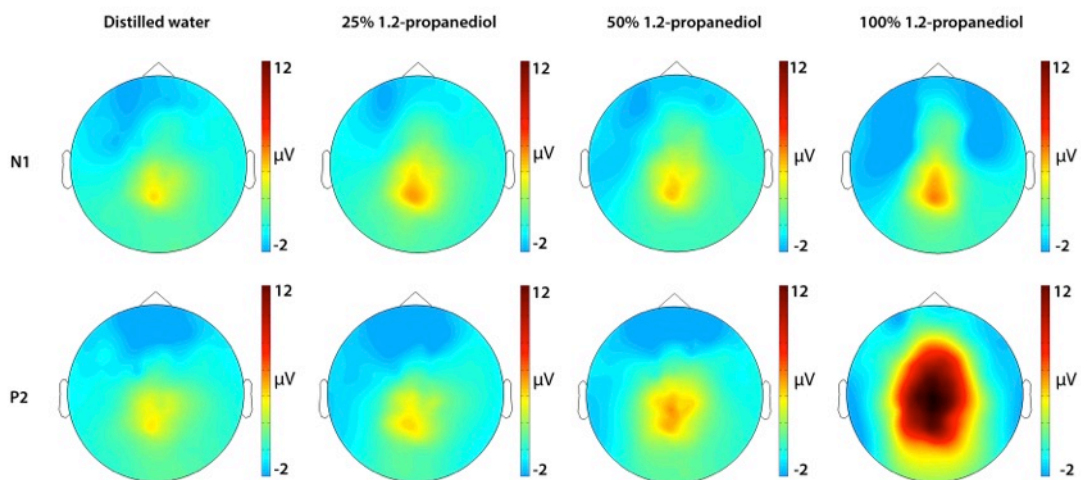 Distilled water 25% 1.2-propanediol 50% 1.2-propanediol 100% 1.2-propanediol
12 12 12 12
N1 μV μV μV μV
-2 -2 -2 -2
12 12 12 12
P2 μV μV μV μV
-2 -2 -2 -2